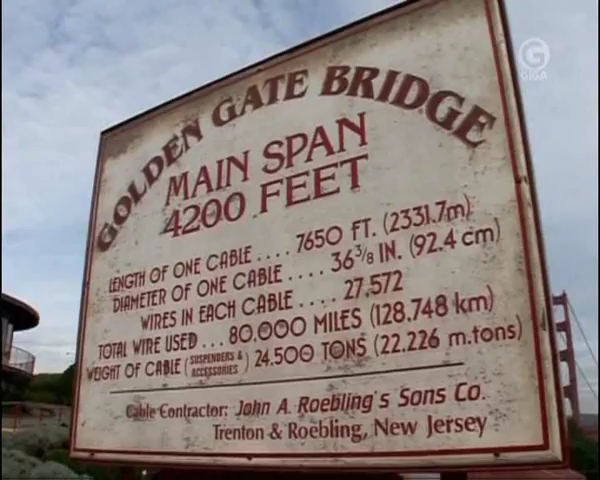 G
GIGA
GOLDEN GATE BRIDGE
MAIN SPAN
4200 FEET
LENGTH OF ONE CABLE .... 7650 FT. (2331.7m)
DIAMETER OF ONE CABLE .... 36 3/8 IN. (92.4 cm)
WIRES IN EACH CABLE .... 27,572
TOTAL WIRE USED ... 80,000 MILES (128.748 km)
WEIGHT OF CABLE (SUSPENDERS & ACCESSORIES) 24,500 TONS (22.226 m.tons)
Cable Contractor: John A. Roebling's Sons Co.
Trenton & Roebling, New Jersey